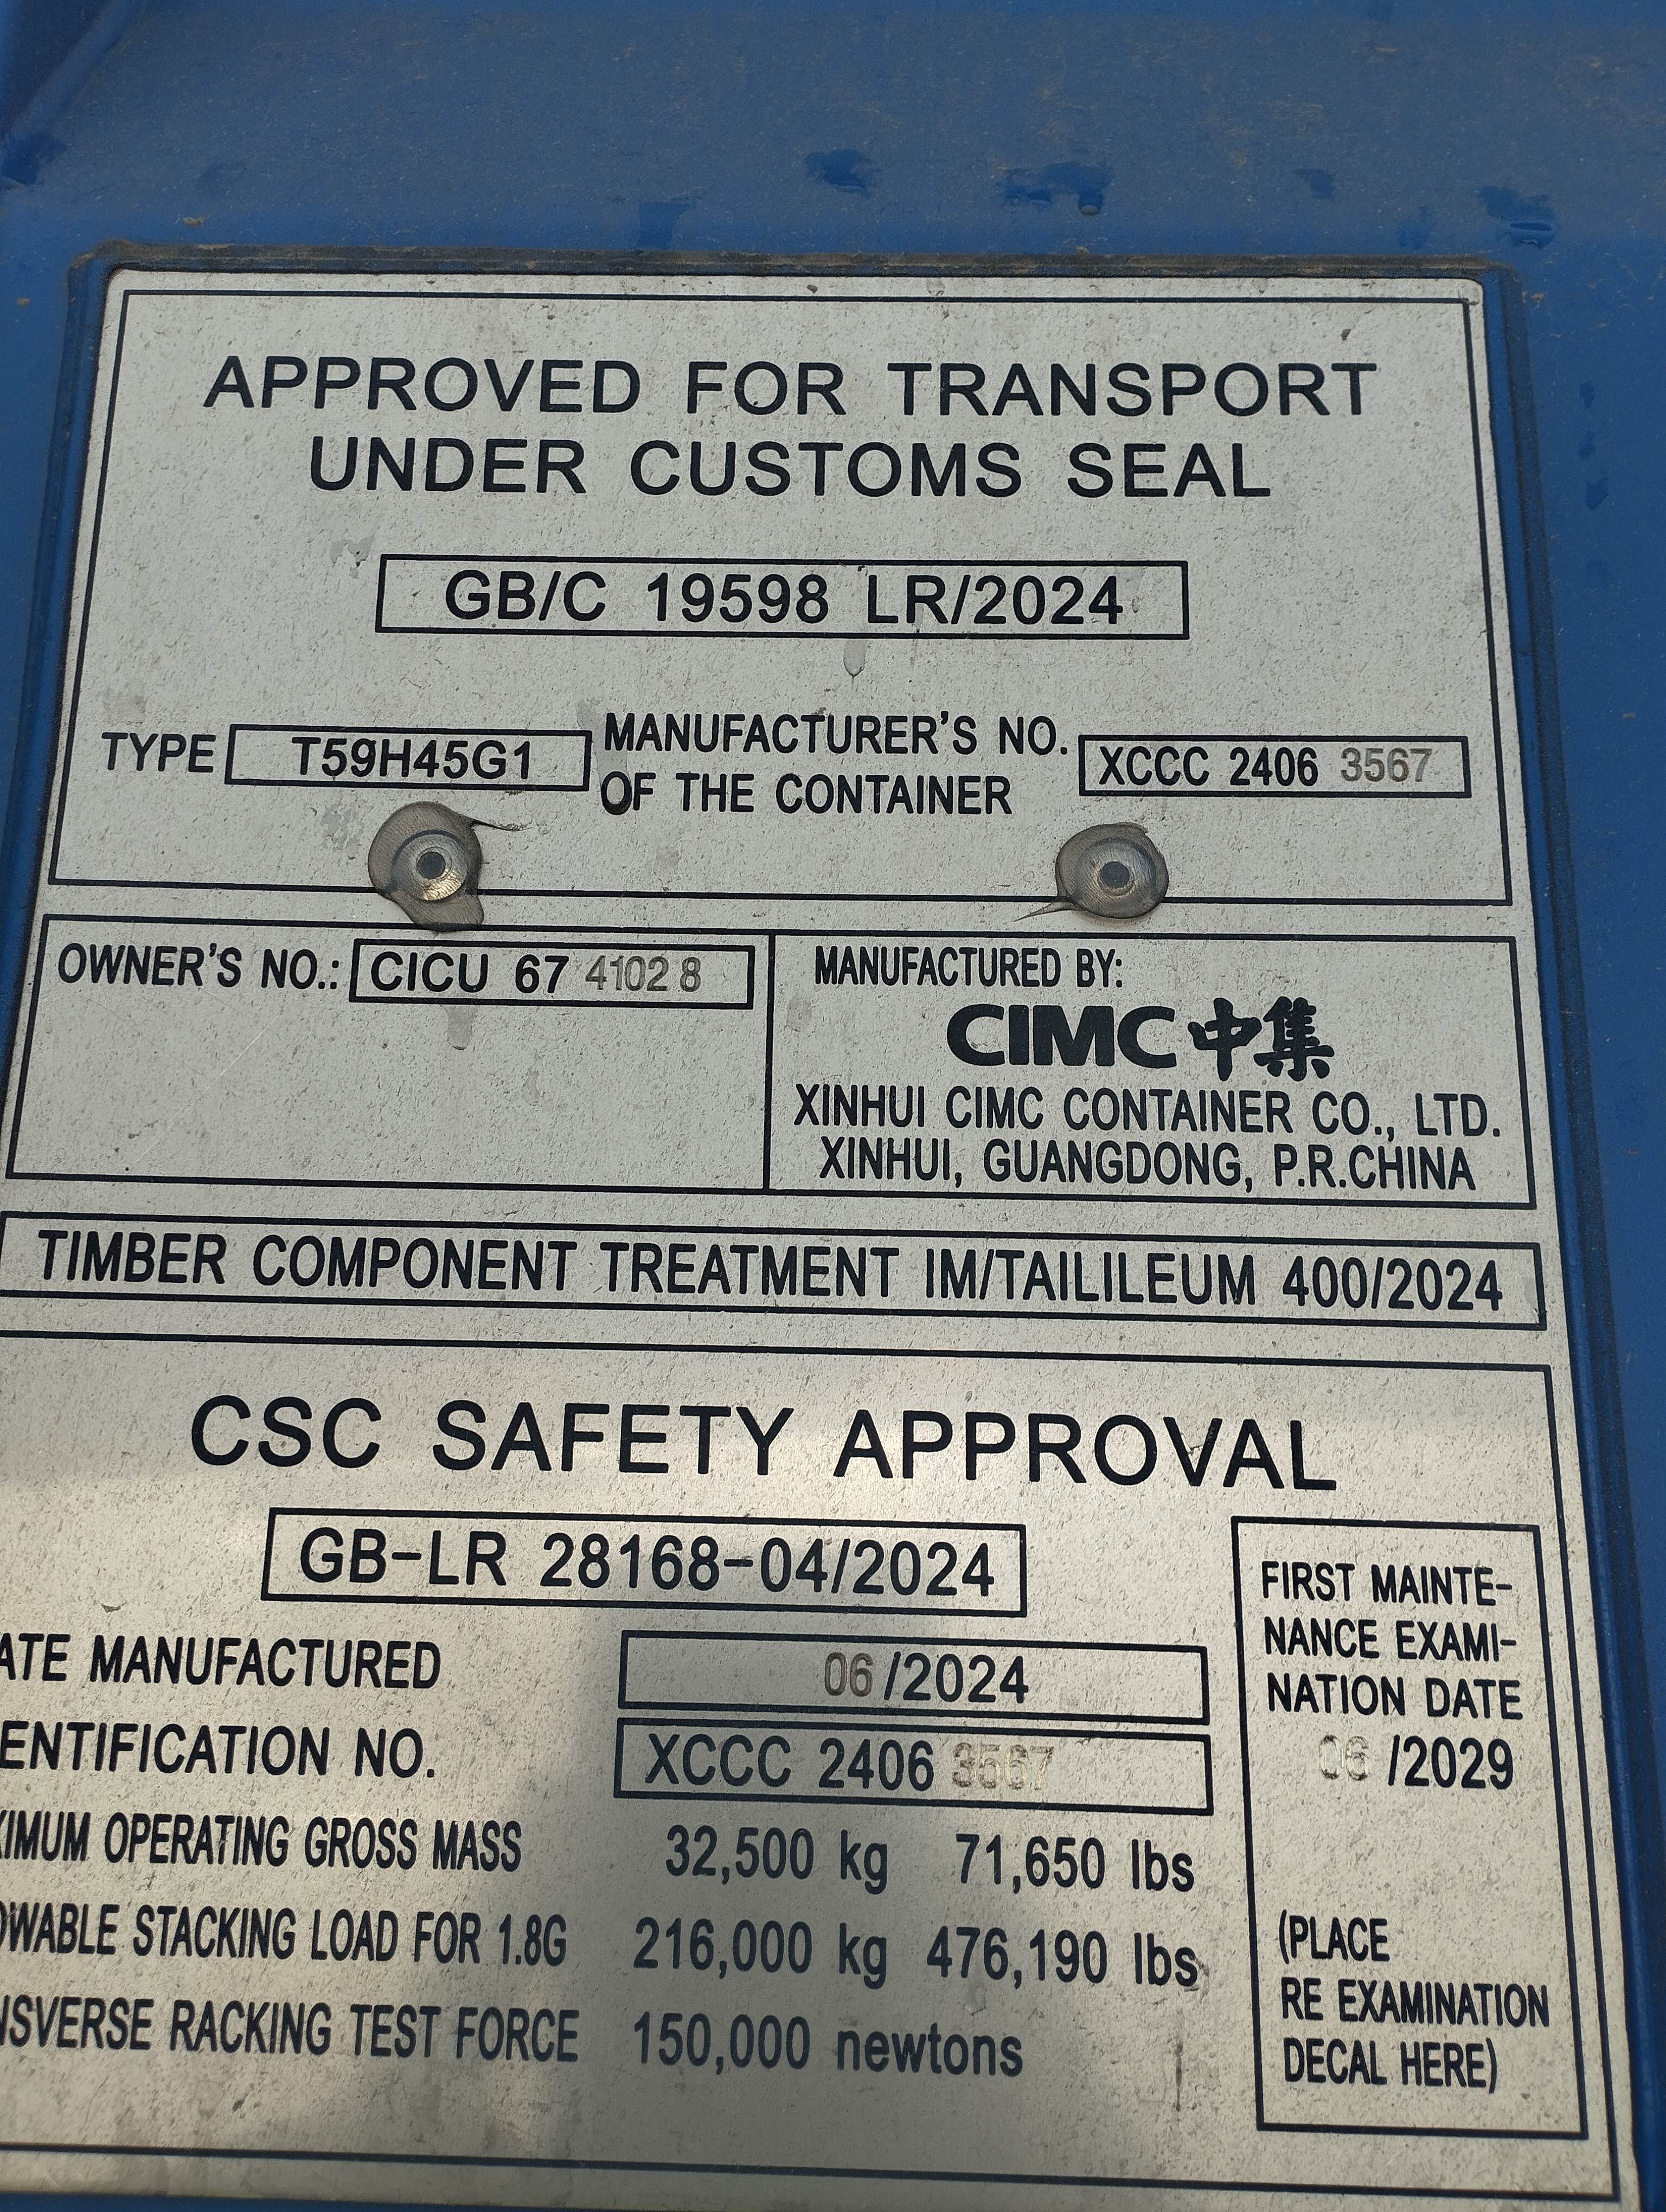 APPROVED FOR TRANSPORT
UNDER CUSTOMS SEAL
GB/C 19598 LR/2024
TYPE T59H45G1 MANUFACTURER'S NO. OF THE CONTAINER XCCC 2406 3567
OWNER'S NO.: CICU 67 4102 8
MANUFACTURED BY:
CIMC 中集
XINHUI CIMC CONTAINER CO., LTD.
XINHUI, GUANGDONG, P.R.CHINA
TIMBER COMPONENT TREATMENT IM/TAILILEUM 400/2024
CSC SAFETY APPROVAL
GB-LR 28168-04/2024
ATE MANUFACTURED 06/2024
ENTIFICATION NO. XCCC 2406 3567
XIMUM OPERATING GROSS MASS 32,500 kg 71,650 lbs
OWABLE STACKING LOAD FOR 1.8G 216,000 kg 476,190 lbs
NSVERSE RACKING TEST FORCE 150,000 newtons
FIRST MAINTE-
NANCE EXAMI-
NATION DATE
06 /2029
(PLACE
RE EXAMINATION
DECAL HERE)